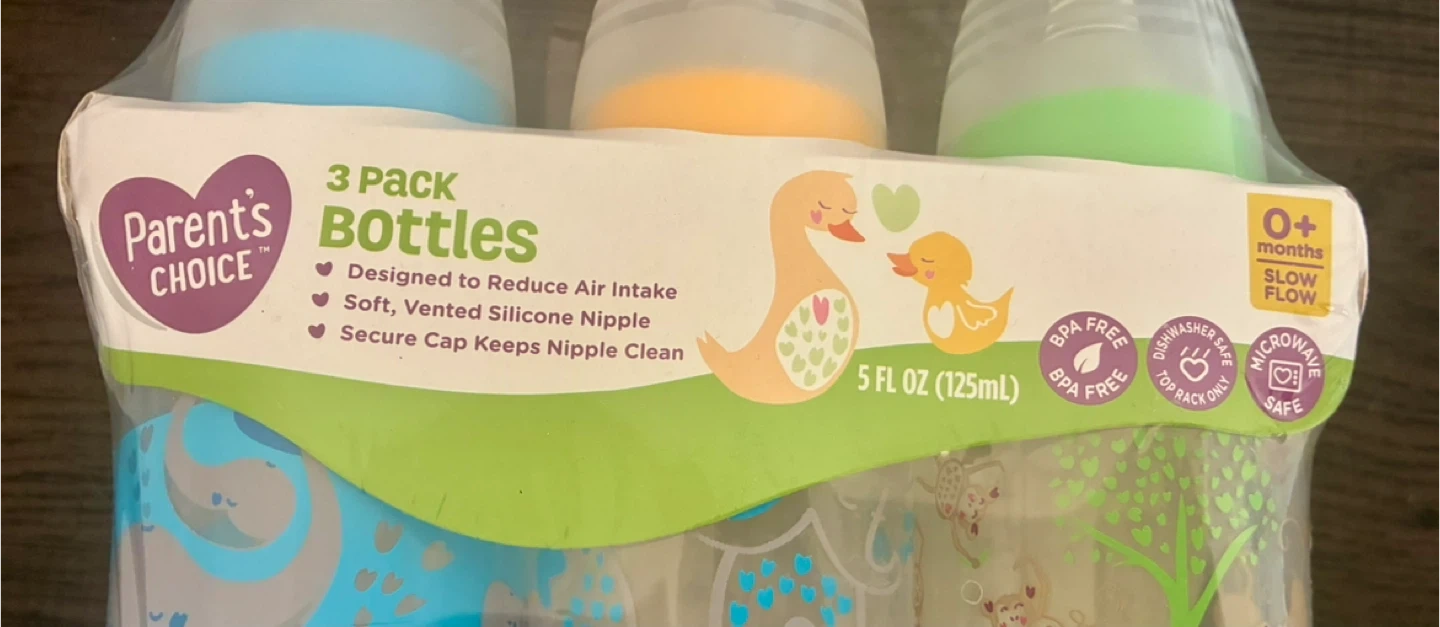 Parent's
CHOICE™
3 Pack
Bottles
Designed to Reduce Air Intake
Soft, Vented Silicone Nipple
Secure Cap Keeps Nipple Clean
5 FL OZ (125mL)
0+
months
SLOW
FLOW
BPA FREE
BPA FREE
DISHWASHER SAFE
TOP RACK ONLY
MICROWAVE
SAFE